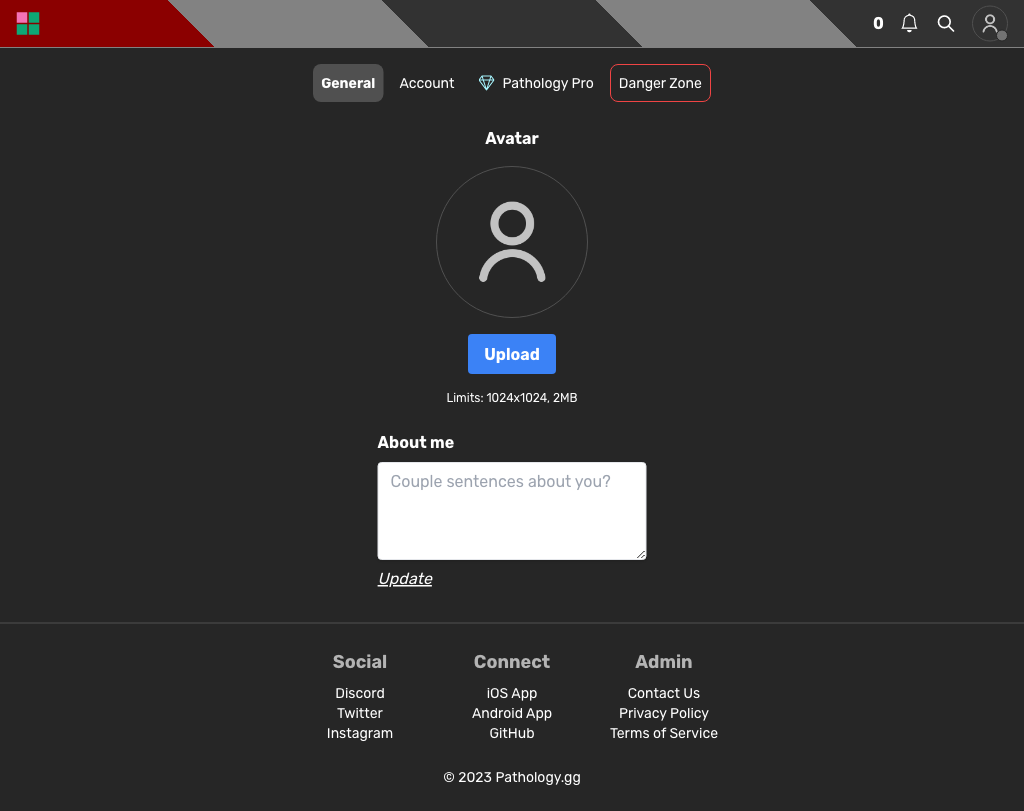 0
General Account Pathology Pro Danger Zone
Avatar
Upload
Limits: 1024x1024, 2MB
About me
Couple sentences about you?
Update
Social Connect Admin
Discord iOS App Contact Us
Twitter Android App Privacy Policy
Instagram GitHub Terms of Service
© 2023 Pathology.gg